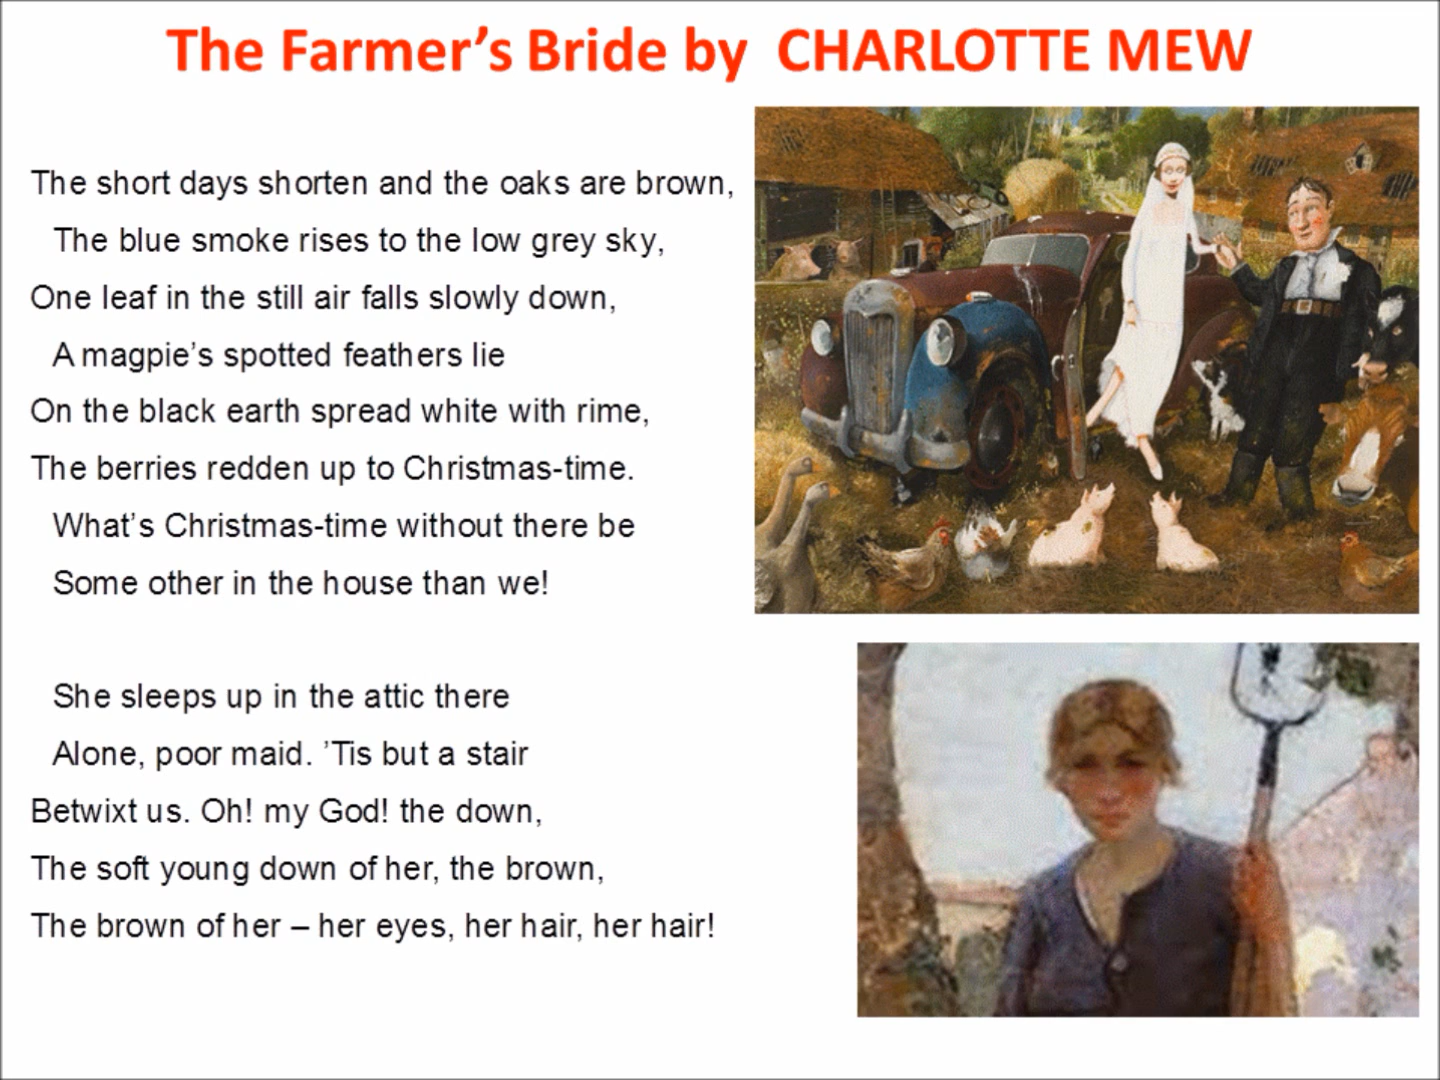 The Farmer’s Bride by CHARLOTTE MEW
The short days shorten and the oaks are brown,
The blue smoke rises to the low grey sky,
One leaf in the still air falls slowly down,
A magpie’s spotted feathers lie
On the black earth spread white with rime,
The berries redden up to Christmas-time.
What’s Christmas-time without there be
Some other in the house than we!
She sleeps up in the attic there
Alone, poor maid. ’Tis but a stair
Betwixt us. Oh! my God! the down,
The soft young down of her, the brown,
The brown of her – her eyes, her hair, her hair!